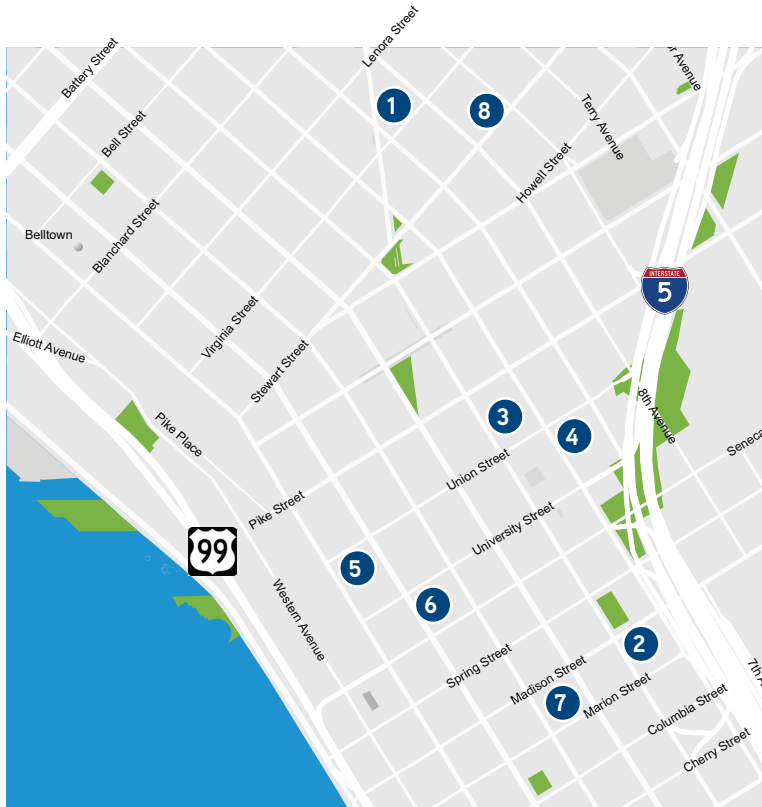 Lenora Street
Battery Street
or Avenue
1
8
Terry Avenue
Bell Street
Howell Street
Belltown
Blanchard Street
INTERSTATE
5
Virginia Street
Elliott Avenue
Stewart Street
8th Avenue
3
Pike Place
4
Seneca
Union Street
Pike Street
University Street
99
5
6
Western Avenue
2
Spring Street
Madison Street
7th A
Marion Street
7
Columbia Street
Cherry Street